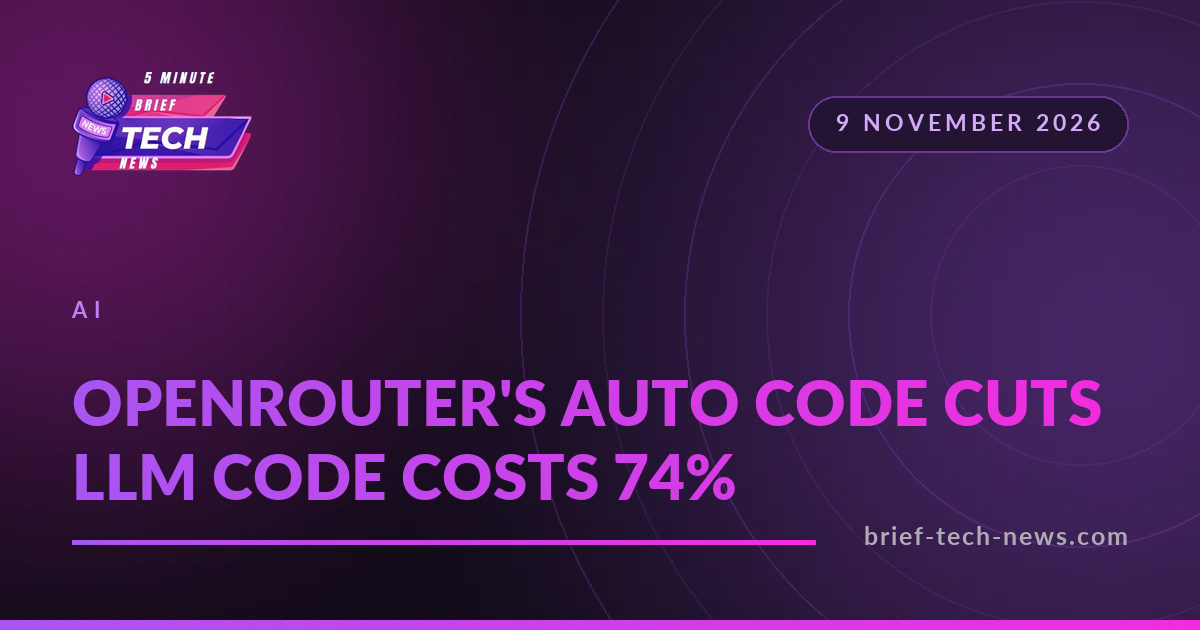 5 MINUTE
BRIEF
NEWS
TECH
NEWS
9 NOVEMBER 2026
AI
OPENROUTER'S AUTO CODE CUTS
LLM CODE COSTS 74%
brief-tech-news.com